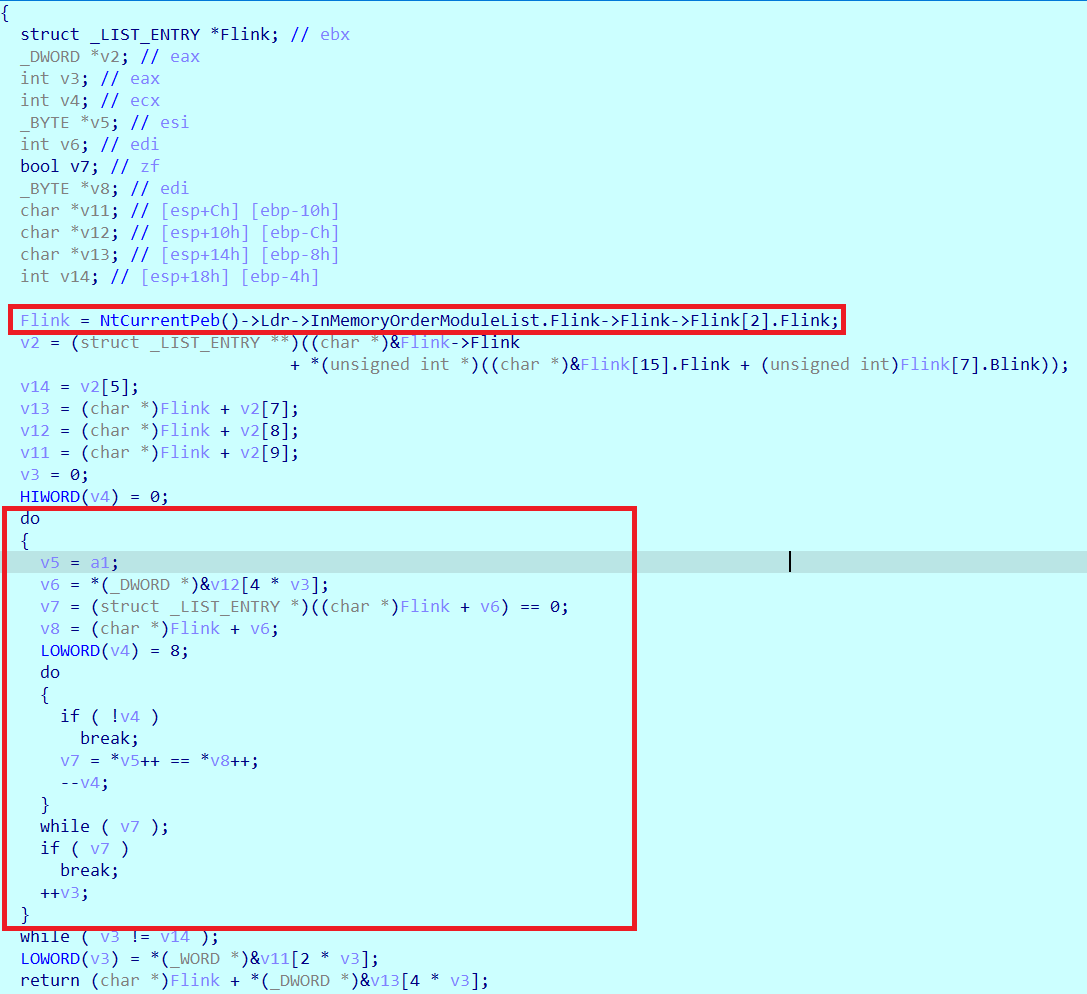 {
struct _LIST_ENTRY *Flink; // ebx
_DWORD *v2; // eax
int v3; // eax
int v4; // ecx
_BYTE *v5; // esi
int v6; // edi
bool v7; // zf
_BYTE *v8; // edi
char *v11; // [esp+Ch] [ebp-10h]
char *v12; // [esp+10h] [ebp-Ch]
char *v13; // [esp+14h] [ebp-8h]
int v14; // [esp+18h] [ebp-4h]
Flink = NtCurrentPeb()->Ldr->InMemoryOrderModuleList.Flink->Flink->Flink[2].Flink;
v2 = (struct _LIST_ENTRY **)((char *)&Flink->Flink
+ *(unsigned int *)((char *)&Flink[15].Flink + (unsigned int)Flink[7].Blink));
v14 = v2[5];
v13 = (char *)Flink + v2[7];
v12 = (char *)Flink + v2[8];
v11 = (char *)Flink + v2[9];
v3 = 0;
HIWORD(v4) = 0;
do
{
v5 = a1;
v6 = *(_DWORD *)&v12[4 * v3];
v7 = (struct _LIST_ENTRY *)((char *)Flink + v6) == 0;
v8 = (char *)Flink + v6;
LOWORD(v4) = 8;
do
{
if ( !v4 )
break;
v7 = *v5++ == *v8++;
--v4;
}
while ( v7 );
if ( v7 )
break;
++v3;
}
while ( v3 != v14 );
LOWORD(v3) = *(_WORD *)&v11[2 * v3];
return (char *)Flink + *(_DWORD *)&v13[4 * v3];